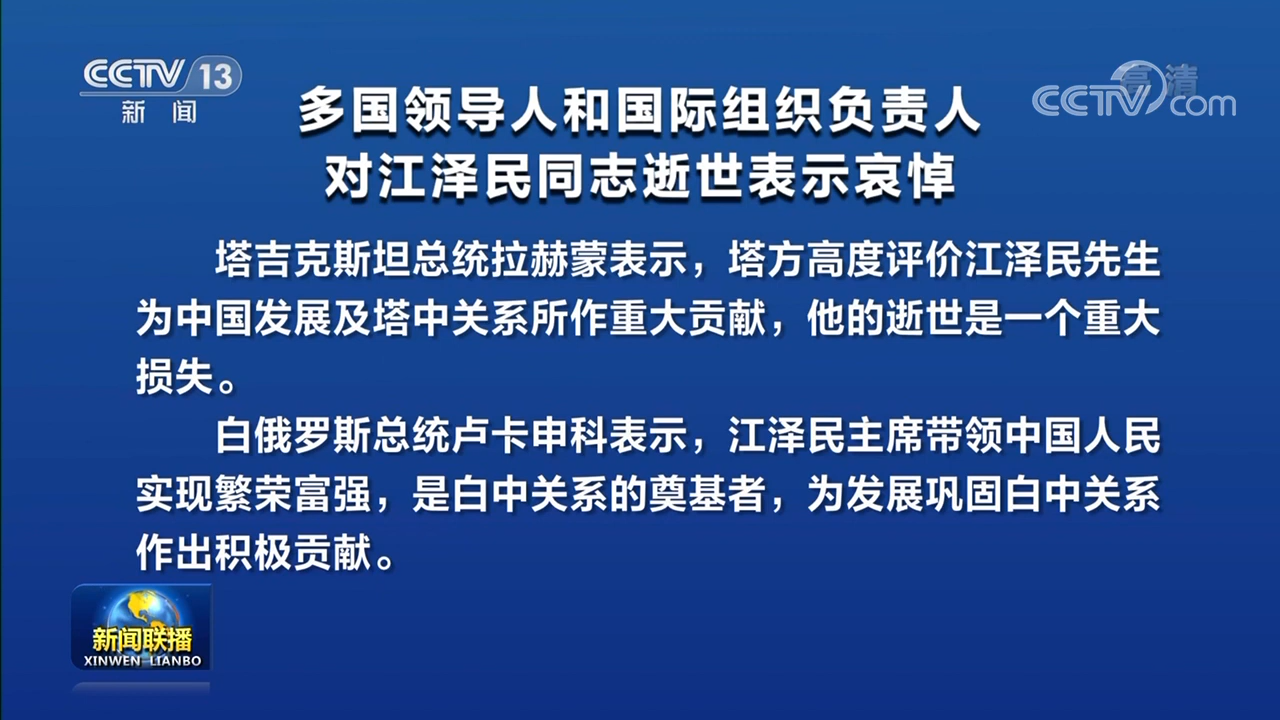 CCTV 13
新闻
高清
CCTV.com
多国领导人和国际组织负责人
对江泽民同志逝世表示哀悼
塔吉克斯坦总统拉赫蒙表示，塔方高度评价江泽民先生
为中国发展及塔中关系所作重大贡献，他的逝世是一个重大
损失。
白俄罗斯总统卢卡申科表示，江泽民主席带领中国人民
实现繁荣富强，是白中关系的奠基者，为发展巩固白中关系
作出积极贡献。
新闻联播
XINWEN LIANBO